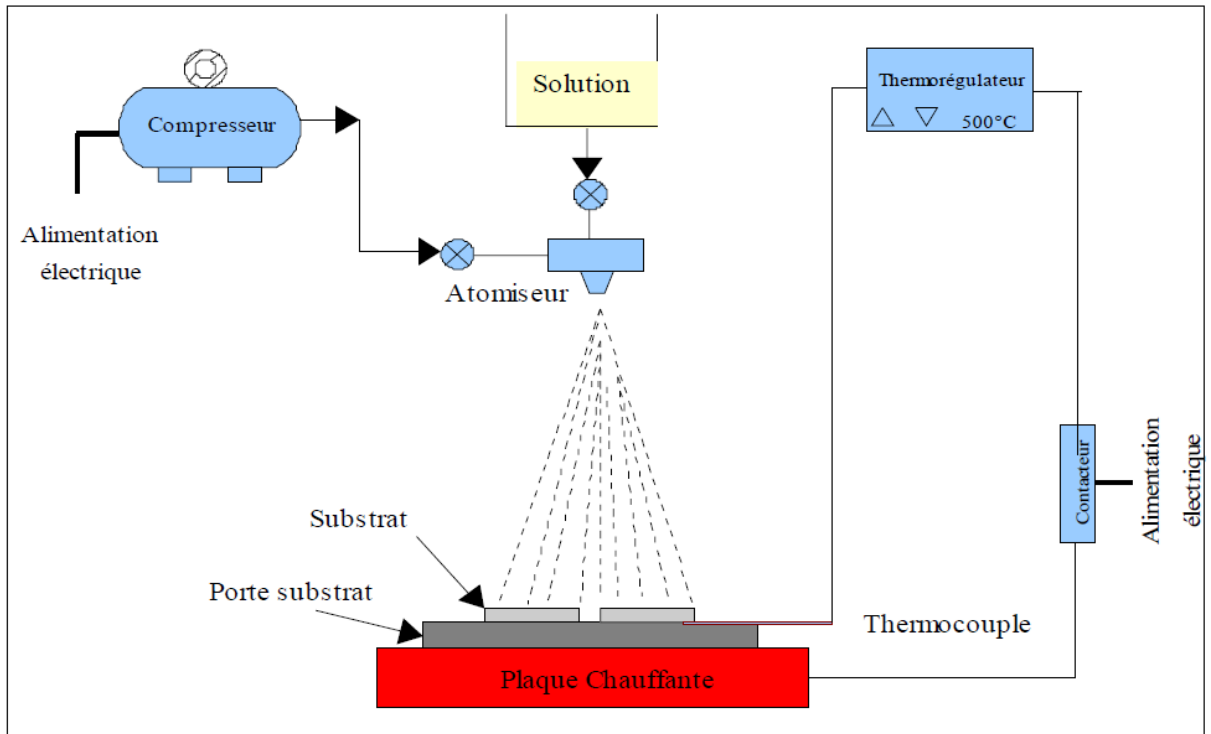 Solution
Thermorégulateur
500°C
Compresseur
Alimentation
électrique
Atomiseur
Contacteur
Alimentation
électrique
Substrat
Porte substrat
Thermocouple
Plaque Chauffante